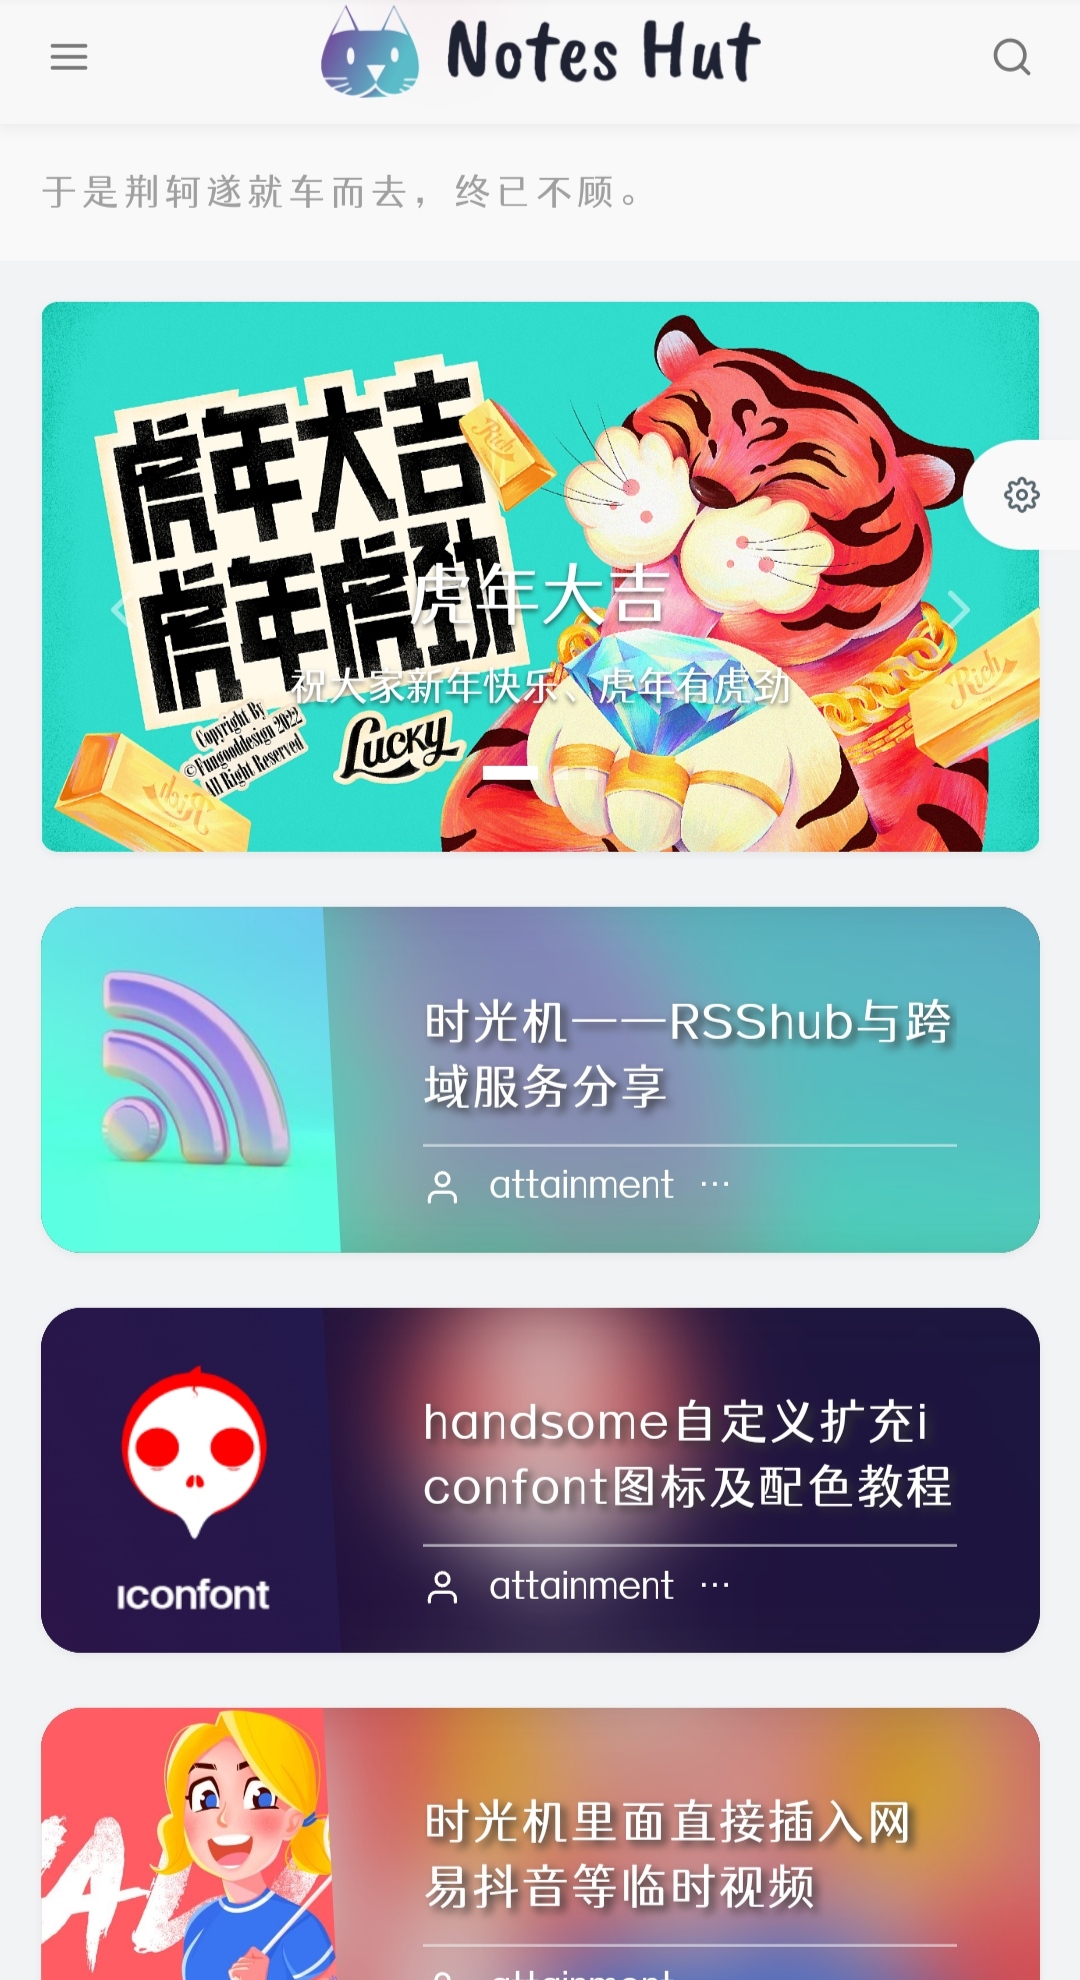 Notes Hut
于是荆轲遂就车而去，终已不顾。
虎年大吉
虎年虎劲
Rich
虎年大吉
祝大家新年快乐、虎年有虎劲
Rich
Copyright By
©Fungooddesign 2022
All Right Reserved
Lucky
Rich
时光机——RSShub与跨
域服务分享
attainment ···
handsome自定义扩充i
confont图标及配色教程
iconfont
attainment ···
时光机里面直接插入网
易抖音等临时视频